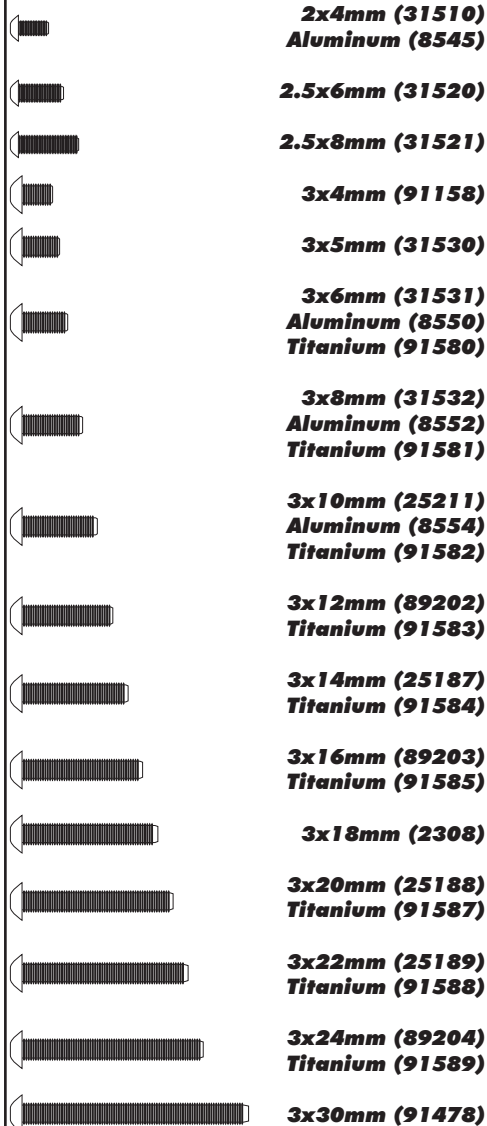 2x4mm (31510)
Aluminum (8545)
2.5x6mm (31520)
2.5x8mm (31521)
3x4mm (91158)
3x5mm (31530)
3x6mm (31531)
Aluminum (8550)
Titanium (91580)
3x8mm (31532)
Aluminum (8552)
Titanium (91581)
3x10mm (25211)
Aluminum (8554)
Titanium (91582)
3x12mm (89202)
Titanium (91583)
3x14mm (25187)
Titanium (91584)
3x16mm (89203)
Titanium (91585)
3x18mm (2308)
3x20mm (25188)
Titanium (91587)
3x22mm (25189)
Titanium (91588)
3x24mm (89204)
Titanium (91589)
3x30mm (91478)